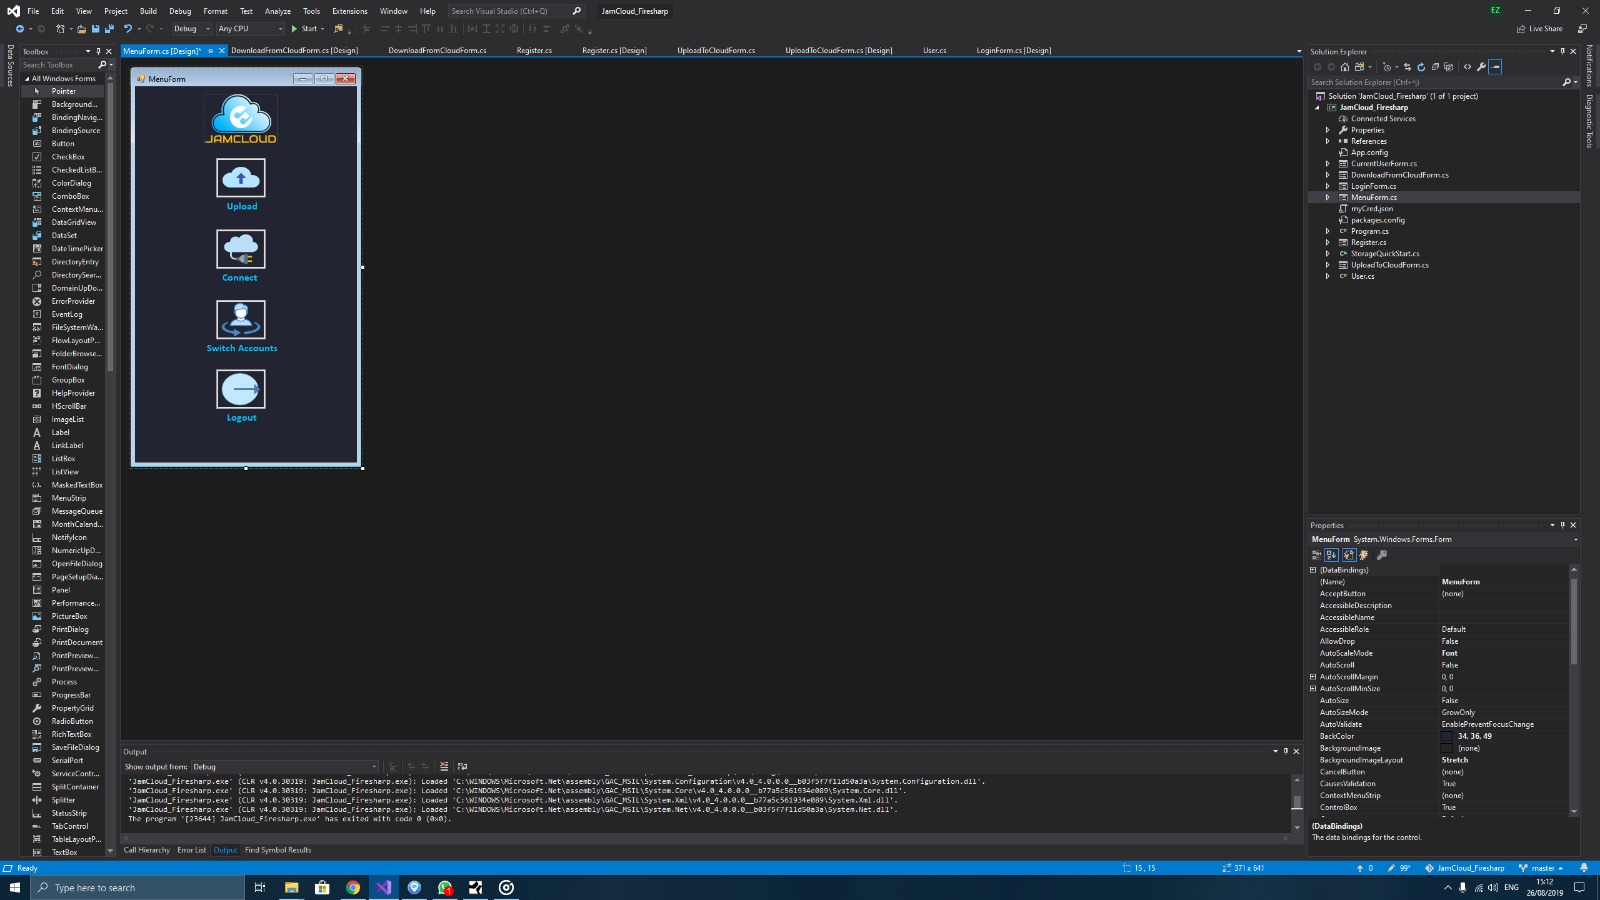 File Edit View Project Build Debug Format Test Analyze Tools Extensions Window Help Search Visual Studio (Ctrl+Q) JamCloud_Firesharp EZ
Debug Any CPU Start Live Share
Data Sources
Toolbox
Search Toolbox
All Windows Forms
Pointer
Background...
BindingNavig...
BindingSource
Button
CheckBox
CheckedListB...
ColorDialog
ComboBox
ContextMenu...
DataGridView
DataSet
DateTimePicker
DirectoryEntry
DirectorySear...
DomainUpDo...
ErrorProvider
EventLog
FileSystemWa...
FlowLayoutP...
FolderBrowse...
FontDialog
GroupBox
HelpProvider
HScrollBar
ImageList
Label
LinkLabel
ListBox
ListView
MaskedTextBox
MenuStrip
MessageQueue
MonthCalend...
NotifyIcon
NumericUpD...
OpenFileDialog
PageSetupDia...
Panel
Performance...
PictureBox
PrintDialog
PrintDocument
PrintPreview...
PrintPreview...
Process
ProgressBar
PropertyGrid
RadioButton
RichTextBox
SaveFileDialog
SerialPort
ServiceContr...
SplitContainer
Splitter
StatusStrip
TabControl
TableLayoutP...
TextBox
MenuForm.cs [Design]* DownloadFromCloudForm.cs [Design] DownloadFromCloudForm.cs Register.cs Register.cs [Design] UploadToCloudForm.cs UploadToCloudForm.cs [Design] User.cs LoginForm.cs [Design]
MenuForm
JAMCLOUD
Upload
Connect
Switch Accounts
Logout
Output
Show output from: Debug
'JamCloud_Firesharp.exe' (CLR v4.0.30319: JamCloud_Firesharp.exe): Loaded 'C:\WINDOWS\Microsoft.Net\assembly\GAC_MSIL\System.Configuration\v4.0_4.0.0.0__b03f5f7f11d50a3a\System.Configuration.dll'.
'JamCloud_Firesharp.exe' (CLR v4.0.30319: JamCloud_Firesharp.exe): Loaded 'C:\WINDOWS\Microsoft.Net\assembly\GAC_MSIL\System.Core\v4.0_4.0.0.0__b77a5c561934e089\System.Core.dll'.
'JamCloud_Firesharp.exe' (CLR v4.0.30319: JamCloud_Firesharp.exe): Loaded 'C:\WINDOWS\Microsoft.Net\assembly\GAC_MSIL\System.Xml\v4.0_4.0.0.0__b77a5c561934e089\System.Xml.dll'.
'JamCloud_Firesharp.exe' (CLR v4.0.30319: JamCloud_Firesharp.exe): Loaded 'C:\WINDOWS\Microsoft.Net\assembly\GAC_MSIL\System.Net\v4.0_4.0.0.0__b03f5f7f11d50a3a\System.Net.dll'.
The program '[23644] JamCloud_Firesharp.exe' has exited with code 0 (0x0).
Call Hierarchy Error List Output Find Symbol Results
Solution Explorer
Search Solution Explorer (Ctrl+ק)
Solution 'JamCloud_Firesharp' (1 of 1 project)
JamCloud_Firesharp
Connected Services
Properties
References
App.config
CurrentUserForm.cs
DownloadFromCloudForm.cs
LoginForm.cs
MenuForm.cs
myCred.json
packages.config
Program.cs
Register.cs
StorageQuickStart.cs
UploadToCloudForm.cs
User.cs
Properties
MenuForm System.Windows.Forms.Form
(DataBindings)
(Name) MenuForm
AcceptButton (none)
AccessibleDescription
AccessibleName
AccessibleRole Default
AllowDrop False
AutoScaleMode Font
AutoScroll False
AutoScrollMargin 0, 0
AutoScrollMinSize 0, 0
AutoSize False
AutoSizeMode GrowOnly
AutoValidate EnablePreventFocusChange
BackColor 34, 36, 49
BackgroundImage (none)
BackgroundImageLayout Stretch
CancelButton (none)
CausesValidation True
ContextMenuStrip (none)
ControlBox True
(DataBindings)
The data bindings for the control.
Notifications
Diagnostic Tools
Ready 15 , 15 371 x 641 0 99+ JamCloud_Firesharp master
Type here to search ENG 15:12
26/08/2019